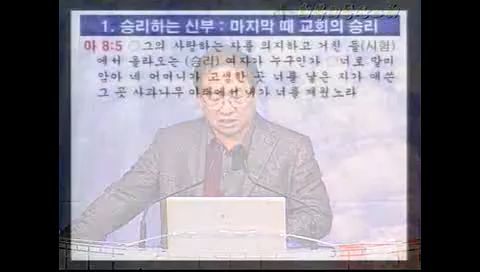 1. 승리하는 신부 : 마지막 때 교회의 승리
아 8:5 ○그의 사랑하는 자를 의지하고 거친 들(시험)
에서 올라오는 (승리) 여자가 누구인가 ○너로 말미
암아 네 어머니가 고생한 곳 너를 낳은 자가 애쓴
그 곳 사과나무 아래에서 내가 너를 깨웠노라